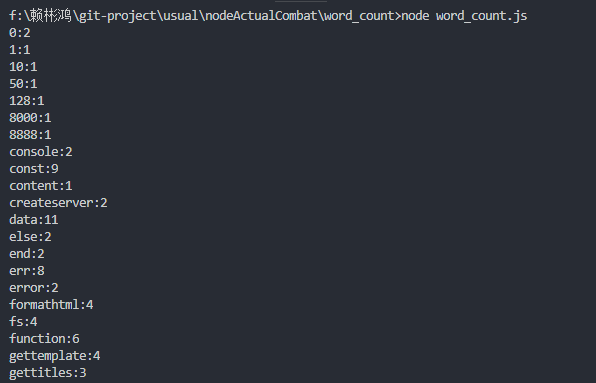 f:\赖彬鸿\git-project\usual\nodeActualCombat\word_count>node word_count.js
0:2
1:1
10:1
50:1
128:1
8000:1
8888:1
console:2
const:9
content:1
createserver:2
data:11
else:2
end:2
err:8
error:2
formathtml:4
fs:4
function:6
gettemplate:4
gettitles:3